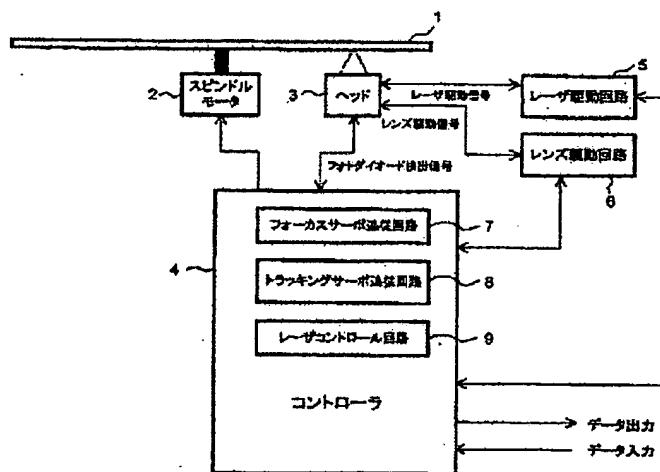 1
2
スピンドル
モータ
3
ヘッド
レーザ駆動信号
レンズ駆動信号
5
レーザ駆動回路
レンズ駆動回路
6
フォトダイオード検出信号
4
フォーカスサーボ追従回路
7
トラッキングサーボ追従回路
8
レーザコントロール回路
9
コントローラ
データ出力
データ入力